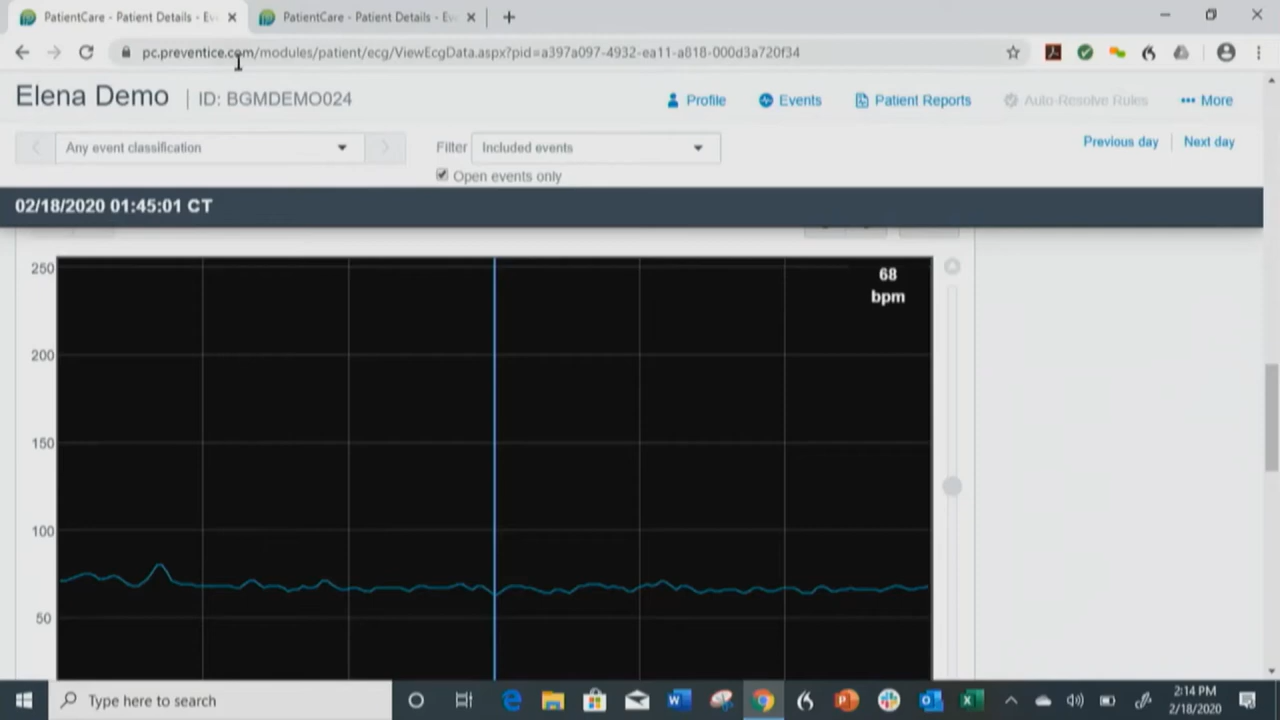 PatientCare - Patient Details - Ev
PatientCare - Patient Details - Ev
pc.preventice.com/modules/patient/ecg/ViewEcgData.aspx?pid=a397a097-4932-ea11-a818-000d3a720f34
Elena Demo | ID: BGMDEMO024
Profile
Events
Patient Reports
Auto-Resolve Rules
More
Any event classification
Filter
Included events
Previous day
Next day
Open events only
02/18/2020 01:45:01 CT
250
68
bpm
200
150
100
50
Type here to search
2:14 PM
2/18/2020